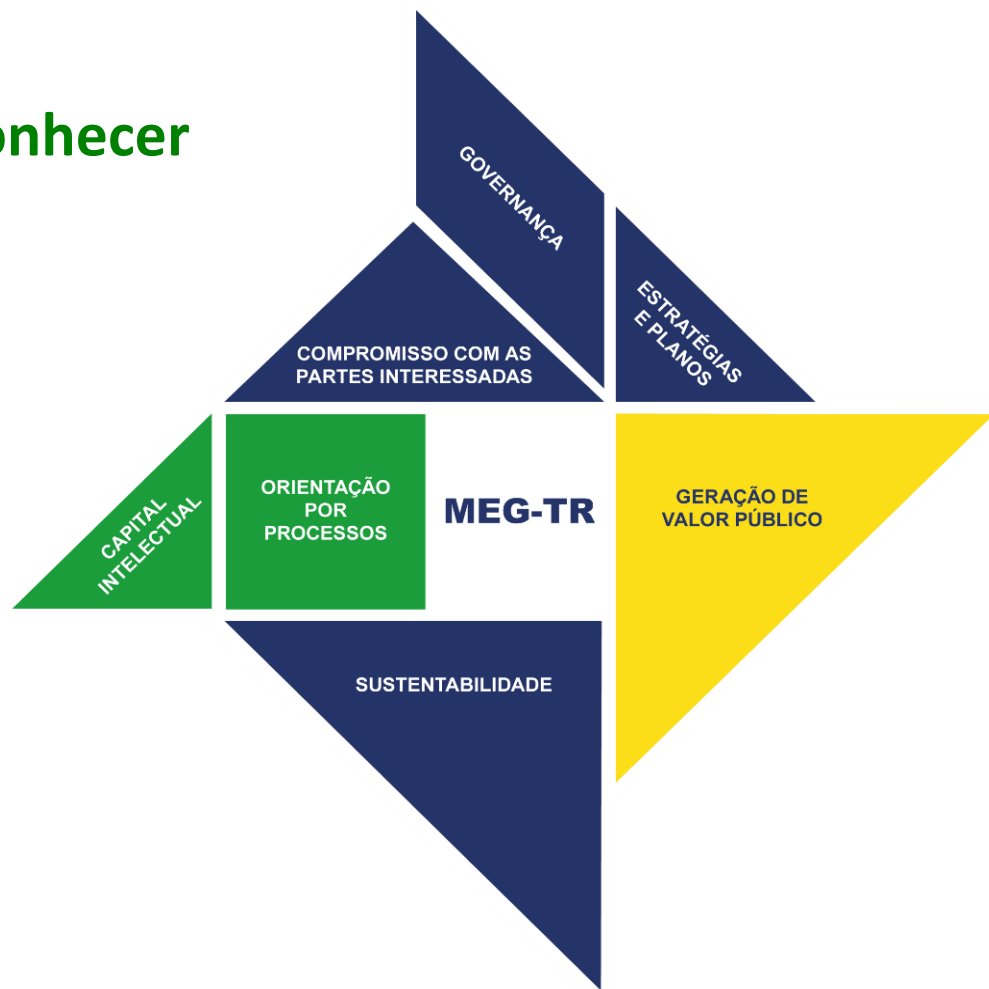 onhecer
GOVERNANÇA
ESTRATÉGIAS
E PLANOS
COMPROMISSO COM AS
PARTES INTERESSADAS
CAPITAL
INTELECTUAL
ORIENTAÇÃO
POR
PROCESSOS
MEG-TR
GERAÇÃO DE
VALOR PÚBLICO
SUSTENTABILIDADE